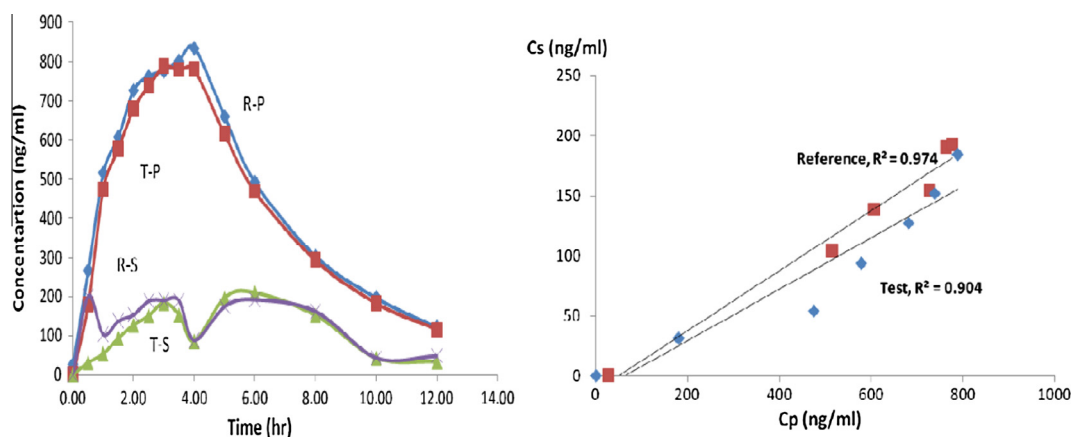 900
800
700
600
500
400
300
200
100
0
Concentartion (ng/ml)
R-P
T-P
R-S
T-S
0.00 2.00 4.00 6.00 8.00 10.00 12.00 14.00
Time (hr)
Cs (ng/ml)
250
200
150
100
50
0
Reference, R² = 0.974
Test, R² = 0.904
0 200 400 600 800 1000
Cp (ng/ml)